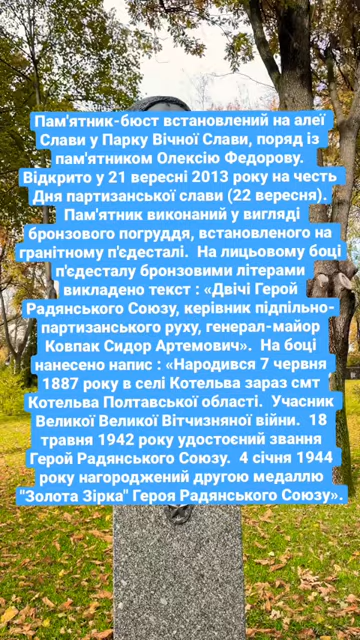 Пам'ятник-бюст встановлений на алеї
Слави у Парку Вічної Слави, поряд із
пам'ятником Олексію Федорову.
Відкрито у 21 вересні 2013 року на честь
Дня партизанської слави (22 вересня).
Пам'ятник виконаний у вигляді
бронзового погруддя, встановленого на
гранітному п'єдесталі. На лицьовому боці
п'єдесталу бронзовими літерами
викладено текст : «Двічі Герой
Радянського Союзу, керівник підпільно-
партизанського руху, генерал-майор
Ковпак Сидор Артемович». На боці
нанесено напис : «Народився 7 червня
1887 року в селі Котельва зараз смт
Котельва Полтавської області. Учасник
Великої Великої Вітчизняної війни. 18
травня 1942 року удостоєний звання
Герой Радянського Союзу. 4 січня 1944
року нагороджений другою медаллю
"Золота Зірка" Героя Радянського Союзу».